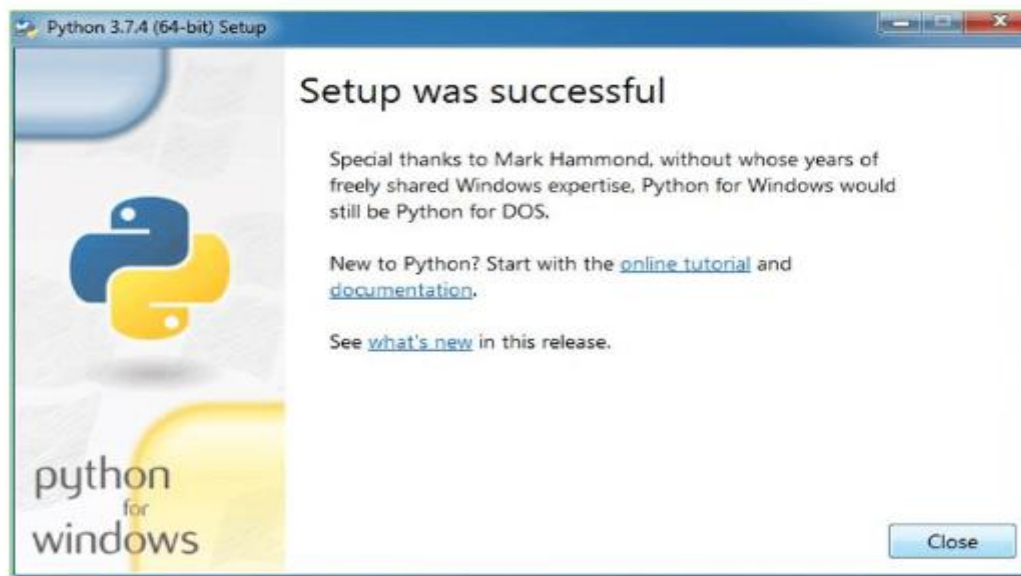 Python 3.7.4 (64-bit) Setup
Setup was successful
Special thanks to Mark Hammond, without whose years of
freely shared Windows expertise, Python for Windows would
still be Python for DOS.
New to Python? Start with the online tutorial and
documentation.
See what's new in this release.
python
for
windows
Close